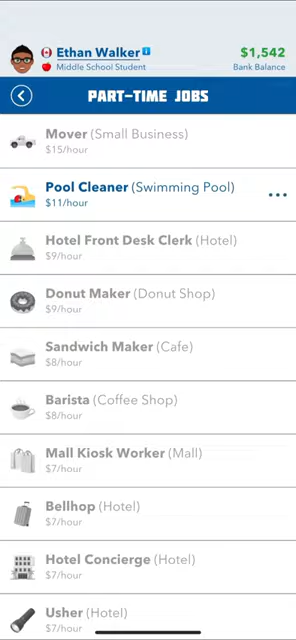 Ethan Walker i
$1,542
Middle School Student
Bank Balance
PART-TIME JOBS
Mover (Small Business)
$15/hour
Pool Cleaner (Swimming Pool)
$11/hour
Hotel Front Desk Clerk (Hotel)
$9/hour
Donut Maker (Donut Shop)
$9/hour
Sandwich Maker (Cafe)
$8/hour
Barista (Coffee Shop)
$8/hour
Mall Kiosk Worker (Mall)
$7/hour
Bellhop (Hotel)
$7/hour
Hotel Concierge (Hotel)
$7/hour
Usher (Hotel)
$7/hour